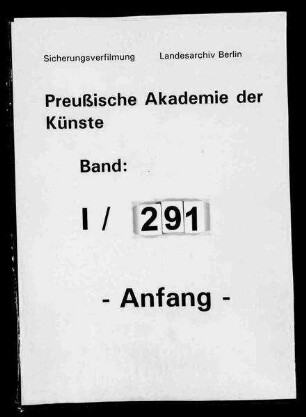 Sicherungsverfilmung Landesarchiv Berlin
Preußische Akademie der
Künste
Band:
I / 291
- Anfang -